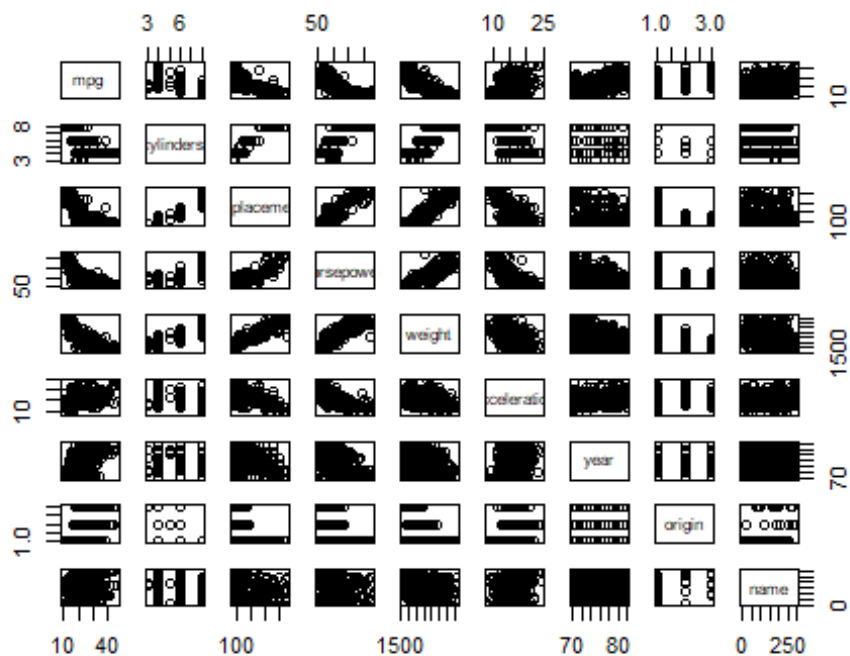 3 6 50 10 25 1.0 3.0
mpg 10
8 3 ylinders
placeme 100
50 rsepowe
weight 1500
10 cceleratio
year 70
1.0 origin
name 0
10 40 100 1500 70 80 0 250